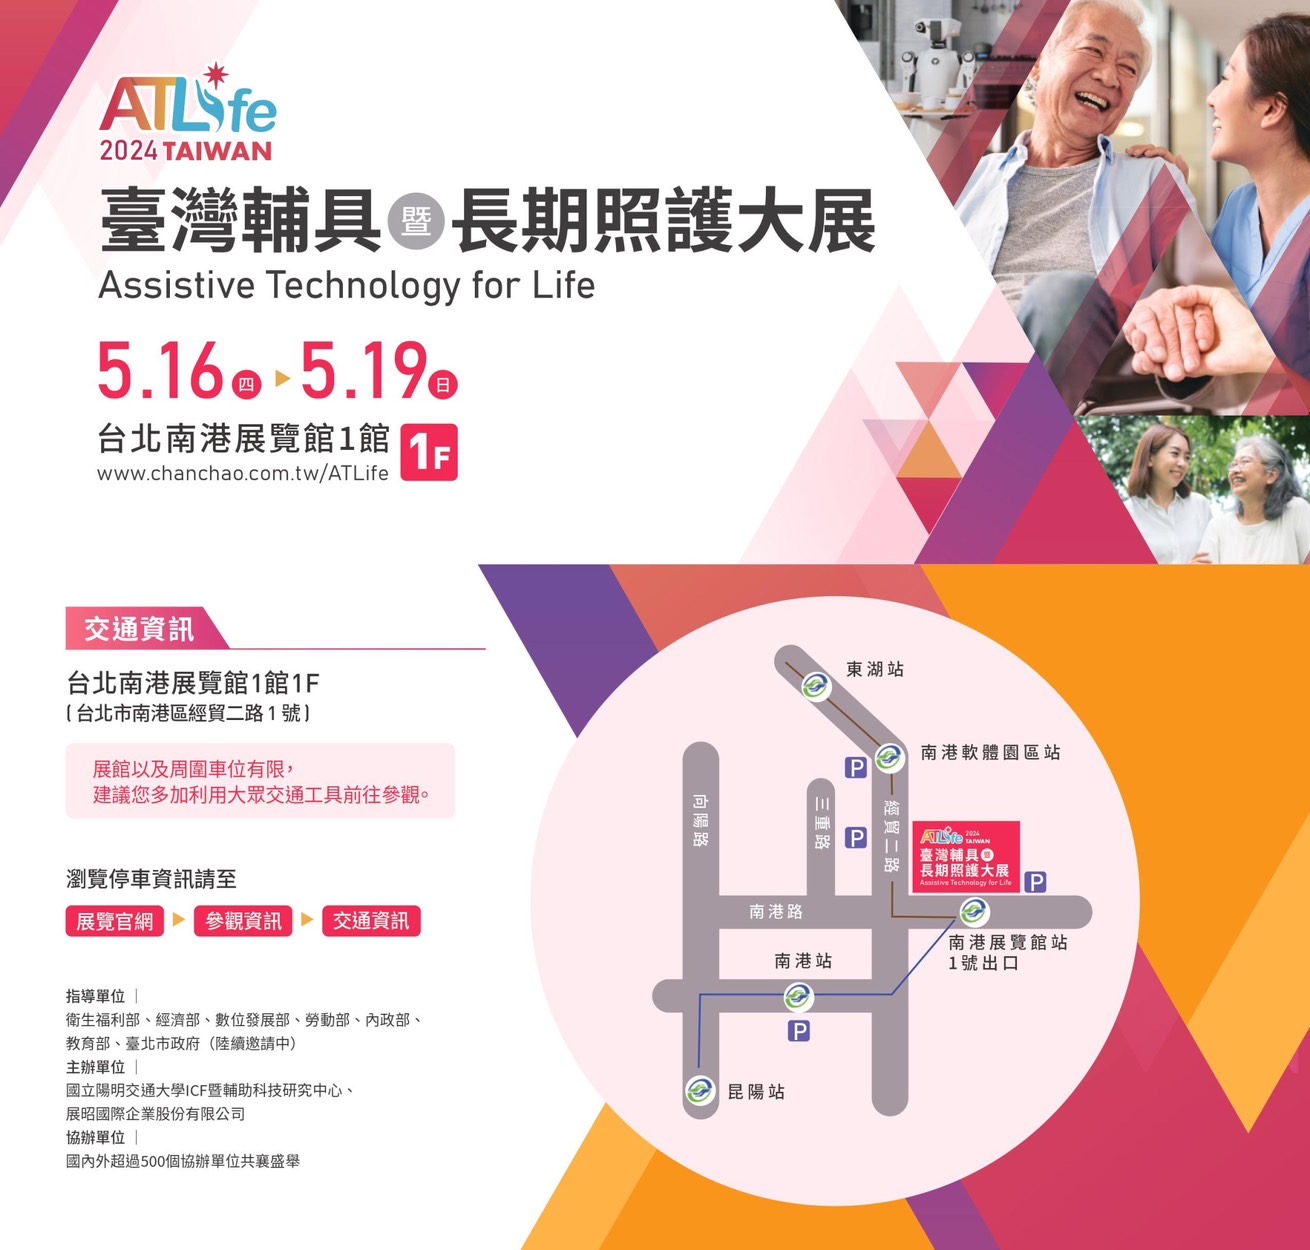 ATLife
2024 TAIWAN
臺灣輔具暨長期照護大展
Assistive Technology for Life
5.16四▶5.19日
台北南港展覽館1館 1F
www.chanchao.com.tw/ATLife
交通資訊
台北南港展覽館1館1F
(台北市南港區經貿二路1號)
展館以及周圍車位有限，
建議您多加利用大眾交通工具前往參觀。
瀏覽停車資訊請至
展覽官網▶參觀資訊▶交通資訊
指導單位｜
衛生福利部、經濟部、數位發展部、勞動部、內政部、
教育部、臺北市政府（陸續邀請中）
主辦單位｜
國立陽明交通大學ICF暨輔助科技研究中心、
展昭國際企業股份有限公司
協辦單位｜
國內外超過500個協辦單位共襄盛舉
東湖站
南港軟體園區站
P
向陽路
三重路
P
經貿二路
ATLife 2024 TAIWAN
臺灣輔具暨
長期照護大展
Assistive Technology for Life
P
南港路
南港展覽館站
1號出口
南港站
P
昆陽站